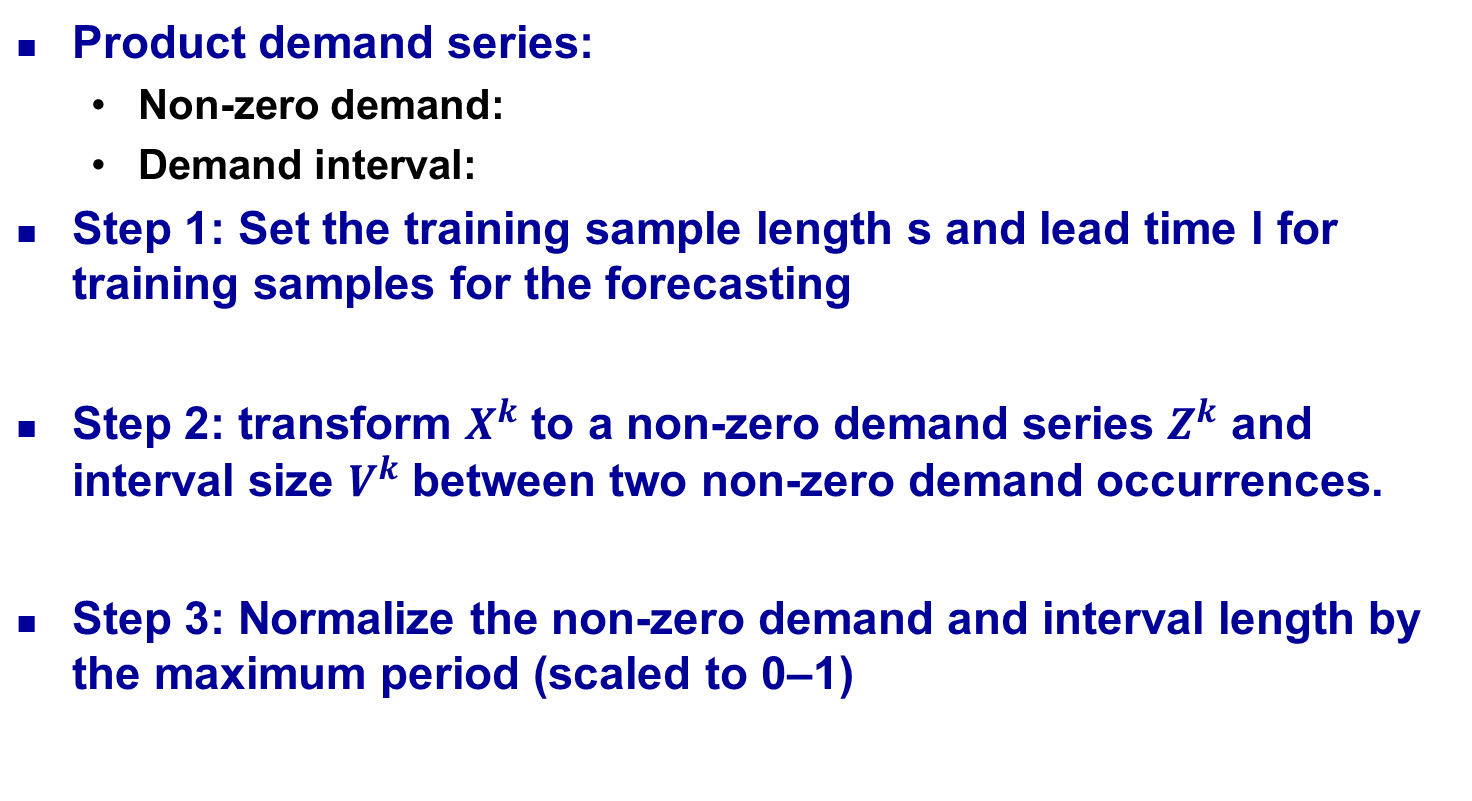 ▪ Product demand series:
• Non-zero demand:
• Demand interval:
▪ Step 1: Set the training sample length s and lead time l for
training samples for the forecasting
▪ Step 2: transform X^k to a non-zero demand series Z^k and
interval size V^k between two non-zero demand occurrences.
▪ Step 3: Normalize the non-zero demand and interval length by
the maximum period (scaled to 0–1)